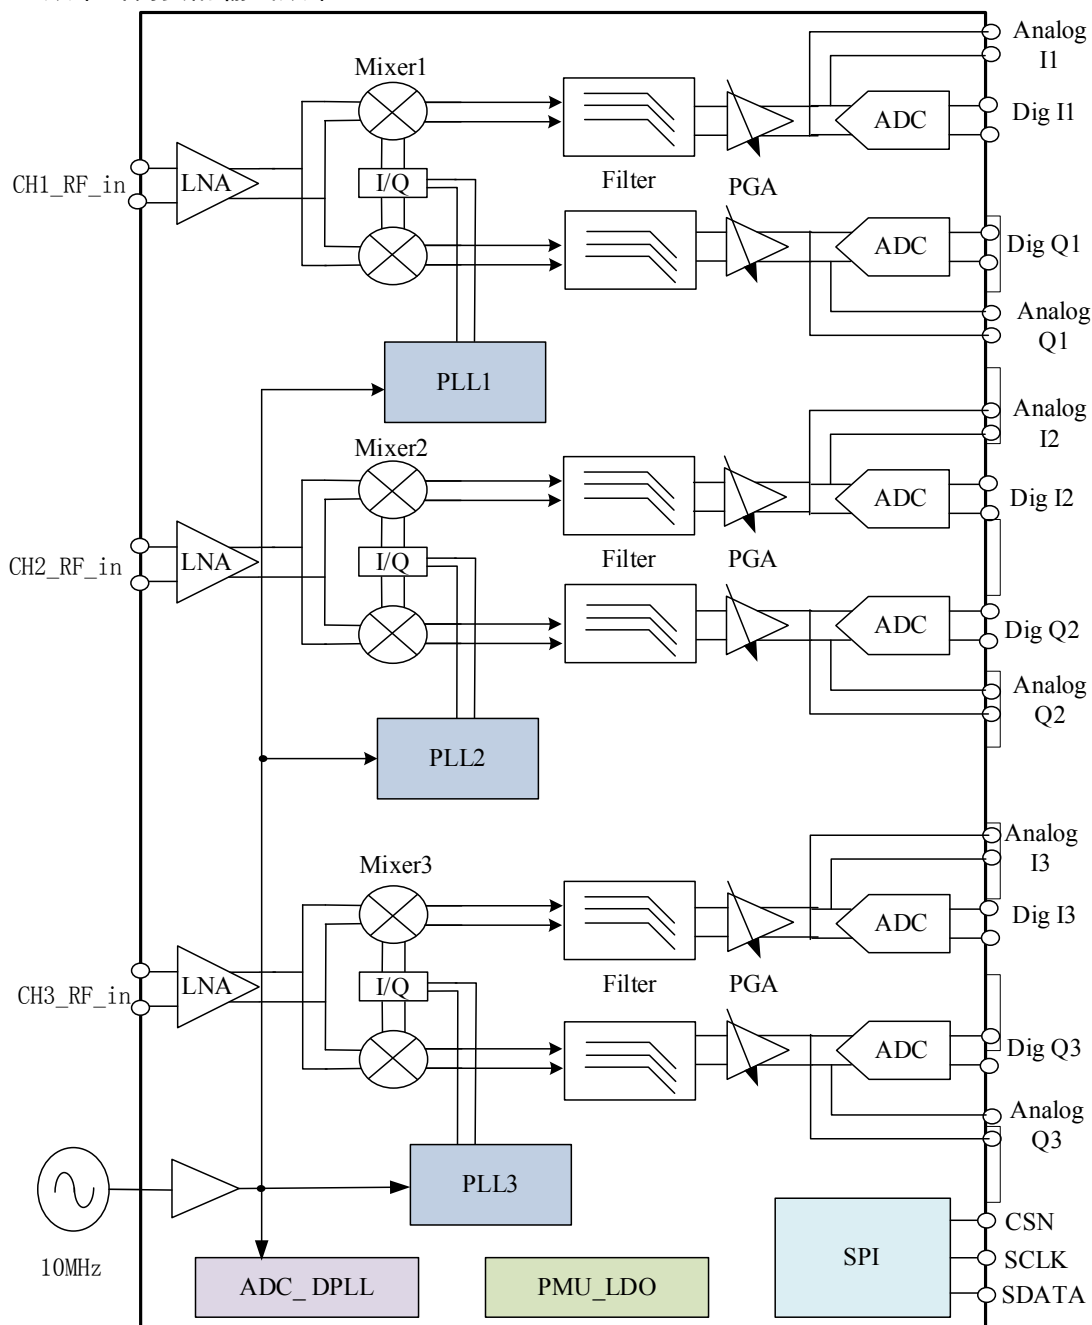 Analog
I1
Mixer1
ADC
Dig I1
CH1_RF_in
LNA
I/Q
Filter
PGA
ADC
Dig Q1
Analog
Q1
PLL1
Analog
I2
Mixer2
ADC
Dig I2
CH2_RF_in
LNA
I/Q
Filter
PGA
ADC
Dig Q2
Analog
Q2
PLL2
Analog
I3
Mixer3
ADC
Dig I3
CH3_RF_in
LNA
I/Q
Filter
PGA
ADC
Dig Q3
Analog
Q3
PLL3
10MHz
ADC_ DPLL
PMU_LDO
SPI
CSN
SCLK
SDATA